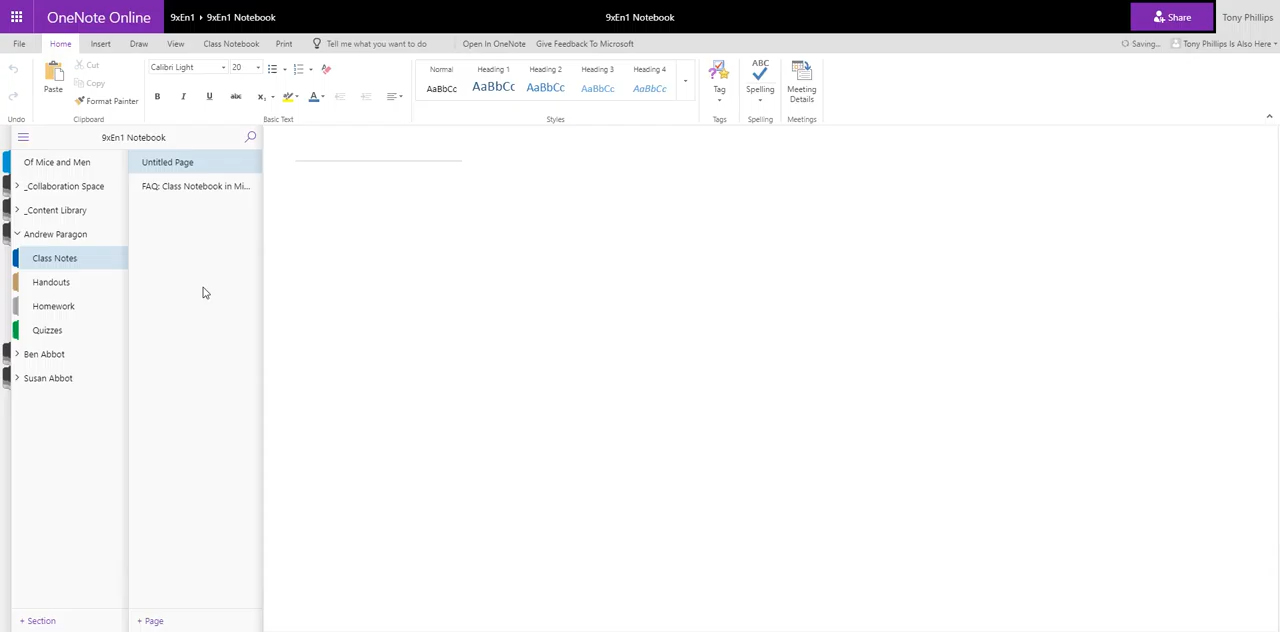 OneNote Online 9xEn1 › 9xEn1 Notebook 9xEn1 Notebook Share Tony Phillips
File Home Insert Draw View Class Notebook Print Tell me what you want to do Open In OneNote Give Feedback To Microsoft Saving... Tony Phillips Is Also Here
Paste Cut Copy Format Painter
Calibri Light 20
B I U abc x₂ A
Normal AaBbCc Heading 1 AaBbCc Heading 2 AaBbCc Heading 3 AaBbCc Heading 4 AaBbCc
Tag ABC Spelling Meeting Details
Undo Clipboard Basic Text Styles Tags Spelling Meetings
9xEn1 Notebook
Of Mice and Men
_Collaboration Space
_Content Library
Andrew Paragon
Class Notes
Handouts
Homework
Quizzes
Ben Abbot
Susan Abbot
+ Section
Untitled Page
FAQ: Class Notebook in Mi...
+ Page